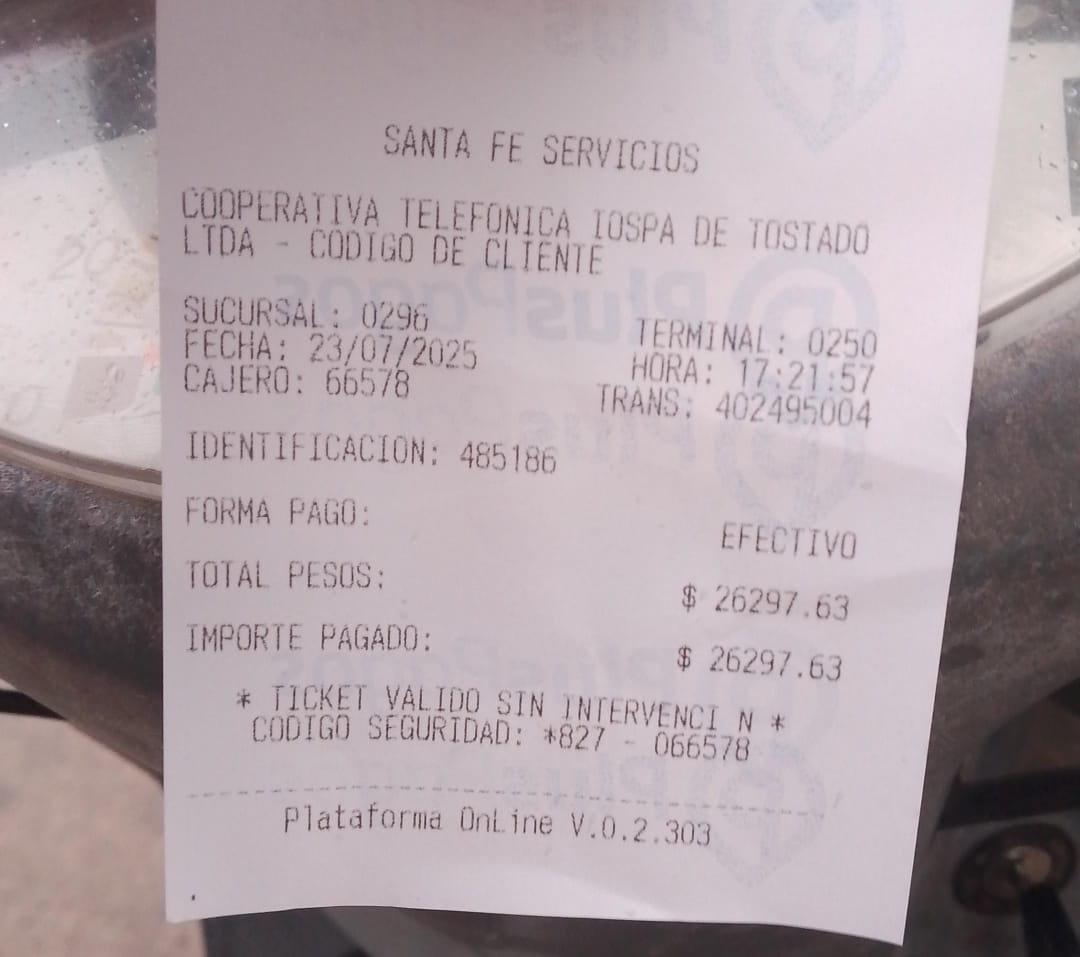 SANTA FE SERVICIOS
COOPERATIVA TELEFONICA IOSPA DE TOSTADO
LTDA - CODIGO DE CLIENTE
SUCURSAL: 0296 TERMINAL: 0250
FECHA: 23/07/2025 HORA: 17:21:57
CAJERO: 66578 TRANS: 402495004
IDENTIFICACION: 485186
FORMA PAGO: EFECTIVO
TOTAL PESOS: $ 26297.63
IMPORTE PAGADO: $ 26297.63
* TICKET VALIDO SIN INTERVENCI N *
CODIGO SEGURIDAD: *827 - 066578
Plataforma OnLine V.0.2.303